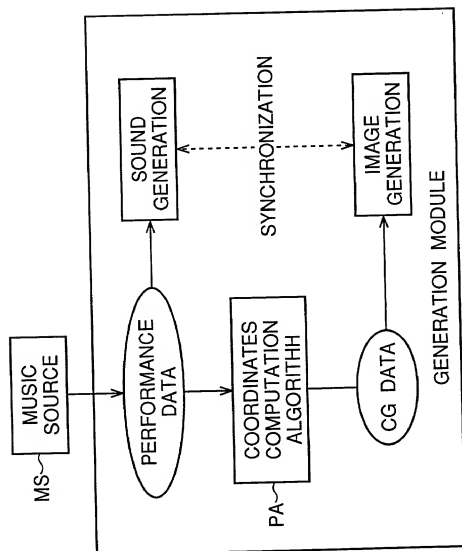 MUSIC
SOURCE
MS
PERFORMANCE
DATA
SOUND
GENERATION
SYNCHRONIZATION
COORDINATES
COMPUTATION
ALGORITHH
PA
CG DATA
IMAGE
GENERATION
GENERATION MODULE